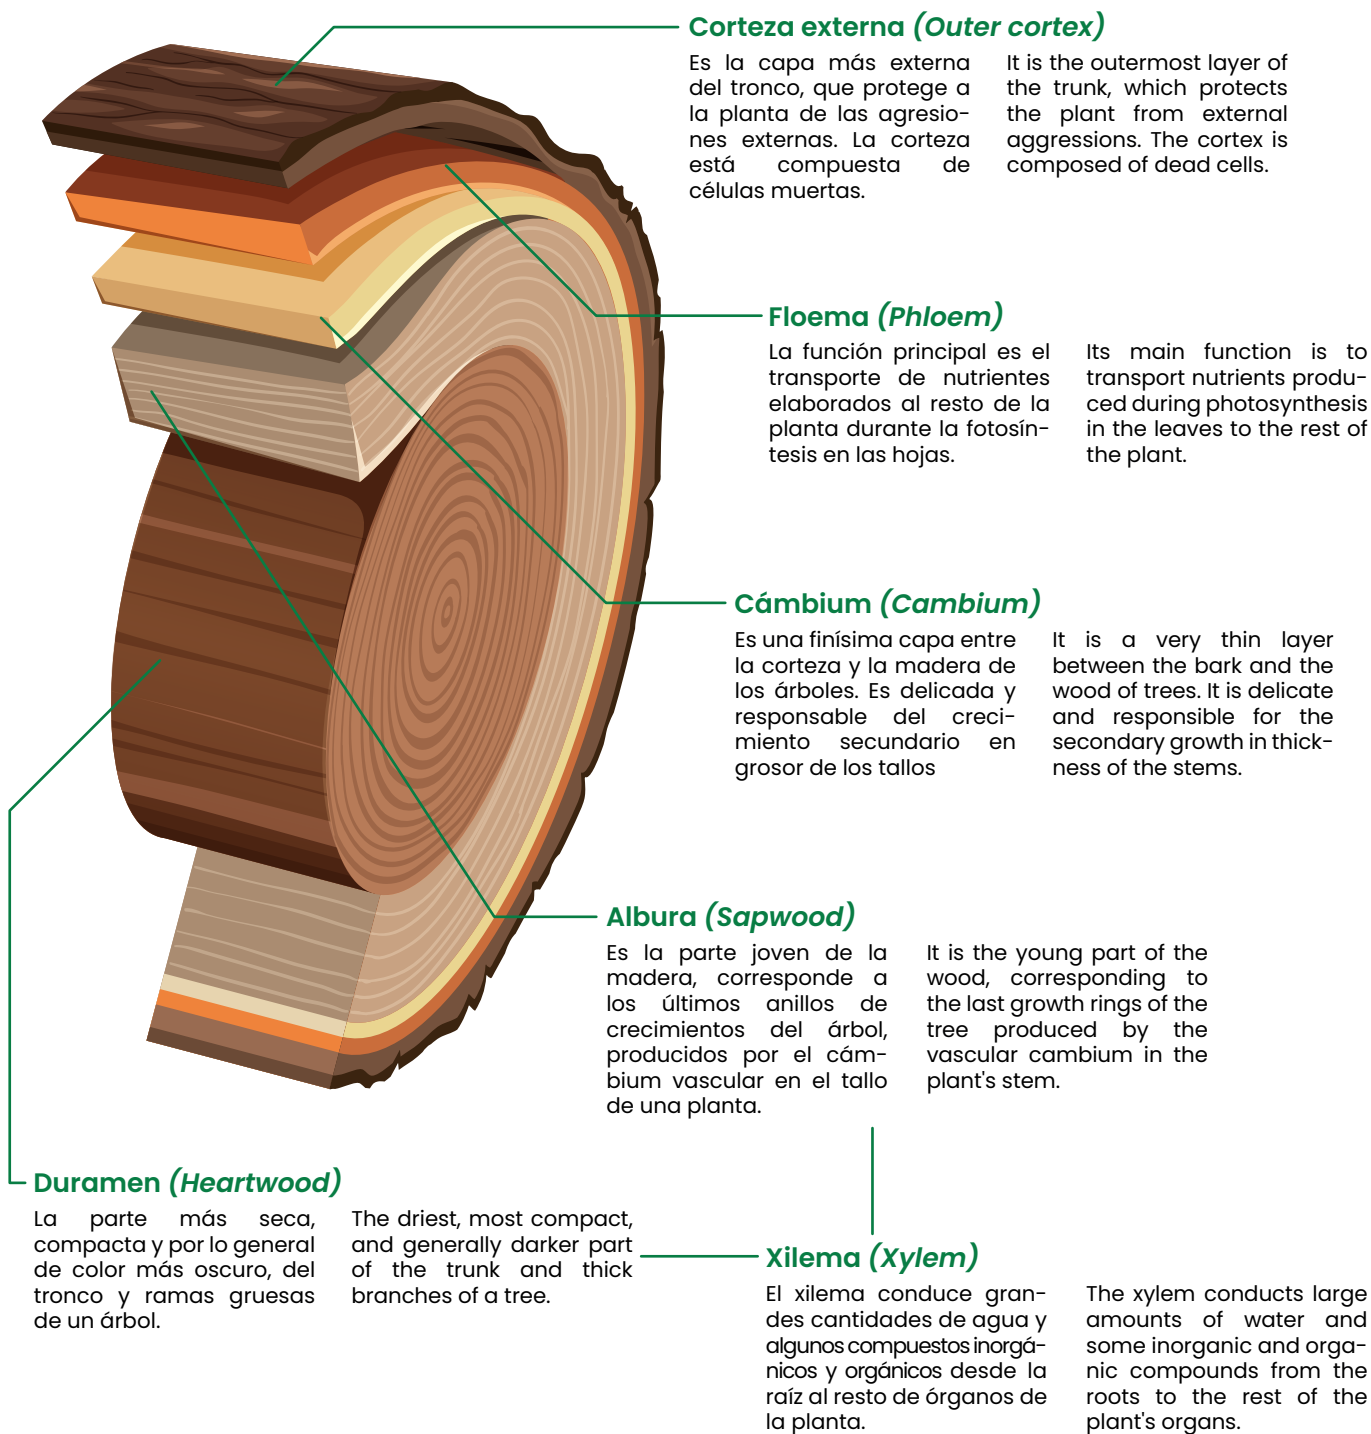 Corteza externa (Outer cortex)
Es la capa más externa
del tronco, que protege a
la planta de las agresio-
nes externas. La corteza
está compuesta de
células muertas.
It is the outermost layer of
the trunk, which protects
the plant from external
aggressions. The cortex is
composed of dead cells.
Floema (Phloem)
La función principal es el
transporte de nutrientes
elaborados al resto de la
planta durante la fotosín-
tesis en las hojas.
Its main function is to
transport nutrients produ-
ced during photosynthesis
in the leaves to the rest of
the plant.
Cámbium (Cambium)
Es una finísima capa entre
la corteza y la madera de
los árboles. Es delicada y
responsable del creci-
miento secundario en
grosor de los tallos
It is a very thin layer
between the bark and the
wood of trees. It is delicate
and responsible for the
secondary growth in thick-
ness of the stems.
Albura (Sapwood)
Es la parte joven de la
madera, corresponde a
los últimos anillos de
crecimientos del árbol,
producidos por el cám-
bium vascular en el tallo
de una planta.
It is the young part of the
wood, corresponding to
the last growth rings of the
tree produced by the
vascular cambium in the
plant's stem.
Duramen (Heartwood)
La parte más seca,
compacta y por lo general
de color más oscuro, del
tronco y ramas gruesas
de un árbol.
The driest, most compact,
and generally darker part
of the trunk and thick
branches of a tree.
Xilema (Xylem)
El xilema conduce gran-
des cantidades de agua y
algunos compuestos inorgá-
nicos y orgánicos desde la
raíz al resto de órganos de
la planta.
The xylem conducts large
amounts of water and
some inorganic and orga-
nic compounds from the
roots to the rest of the
plant's organs.